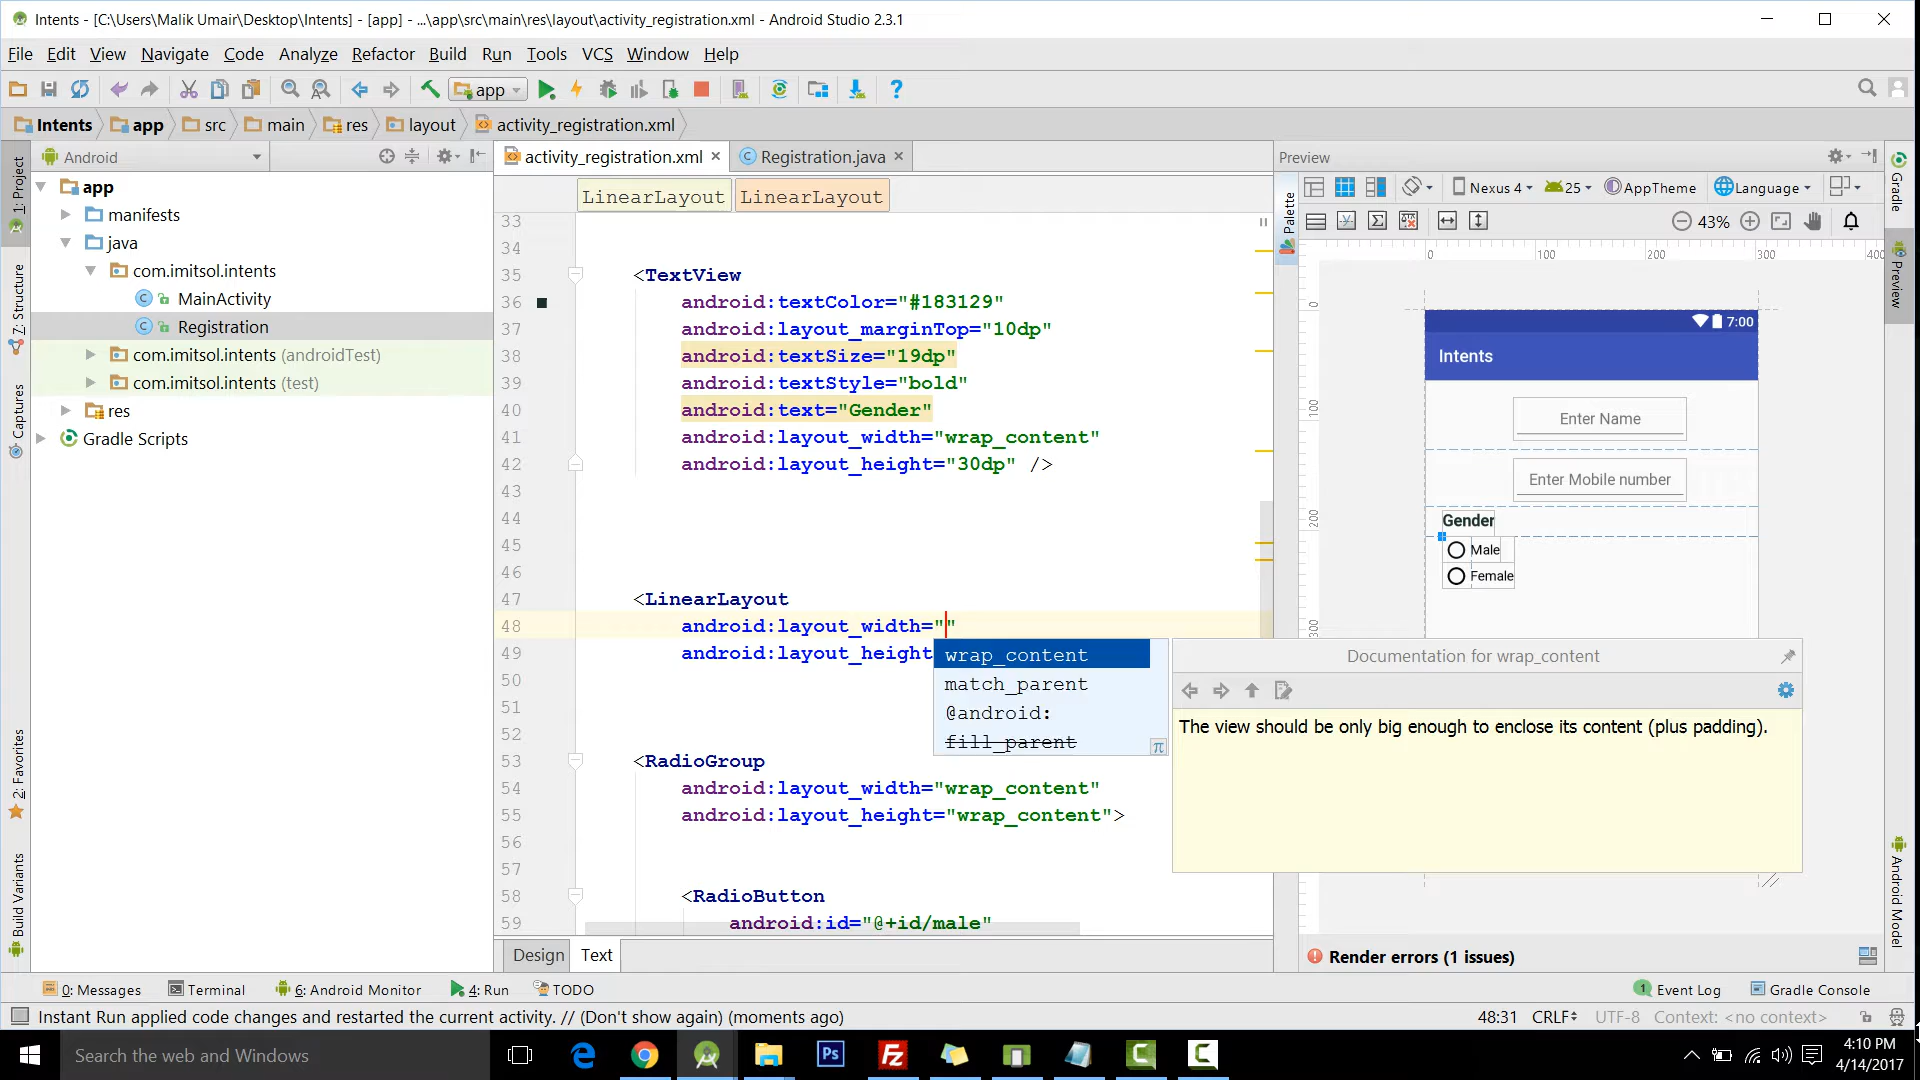 Intents - [C:\Users\Malik Umair\Desktop\Intents] - [app] - ...\app\src\main\res\layout\activity_registration.xml - Android Studio 2.3.1
File Edit View Navigate Code Analyze Refactor Build Run Tools VCS Window Help
app
Intents app src main res layout activity_registration.xml
Android
activity_registration.xml Registration.java
Preview
LinearLayout LinearLayout
Nexus 4 25 AppTheme Language
43%
1: Project
7: Structure
Captures
2: Favorites
Build Variants
app
manifests
java
com.imitsol.intents
MainActivity
Registration
com.imitsol.intents (androidTest)
com.imitsol.intents (test)
res
Gradle Scripts
33
34
35 <TextView
36 android:textColor="#183129"
37 android:layout_marginTop="10dp"
38 android:textSize="19dp"
39 android:textStyle="bold"
40 android:text="Gender"
41 android:layout_width="wrap_content"
42 android:layout_height="30dp" />
43
44
45
46
47 <LinearLayout
48 android:layout_width=""
49 android:layout_height
50
51
52
53 <RadioGroup
54 android:layout_width="wrap_content"
55 android:layout_height="wrap_content">
56
57
58 <RadioButton
59 android:id="@+id/male"
wrap_content
match_parent
@android:
fill_parent
π
Documentation for wrap_content
The view should be only big enough to enclose its content (plus padding).
Palette
0 100 200 300 400
0
100
200
300
7:00
Intents
Enter Name
Enter Mobile number
Gender
Male
Female
Gradle
Preview
Android Model
Design Text
Render errors (1 issues)
0: Messages Terminal 6: Android Monitor 4: Run TODO
1 Event Log Gradle Console
Instant Run applied code changes and restarted the current activity. // (Don't show again) (moments ago)
48:31 CRLF UTF-8 Context: <no context>
Search the web and Windows
Ps
Fz
4:10 PM
4/14/2017